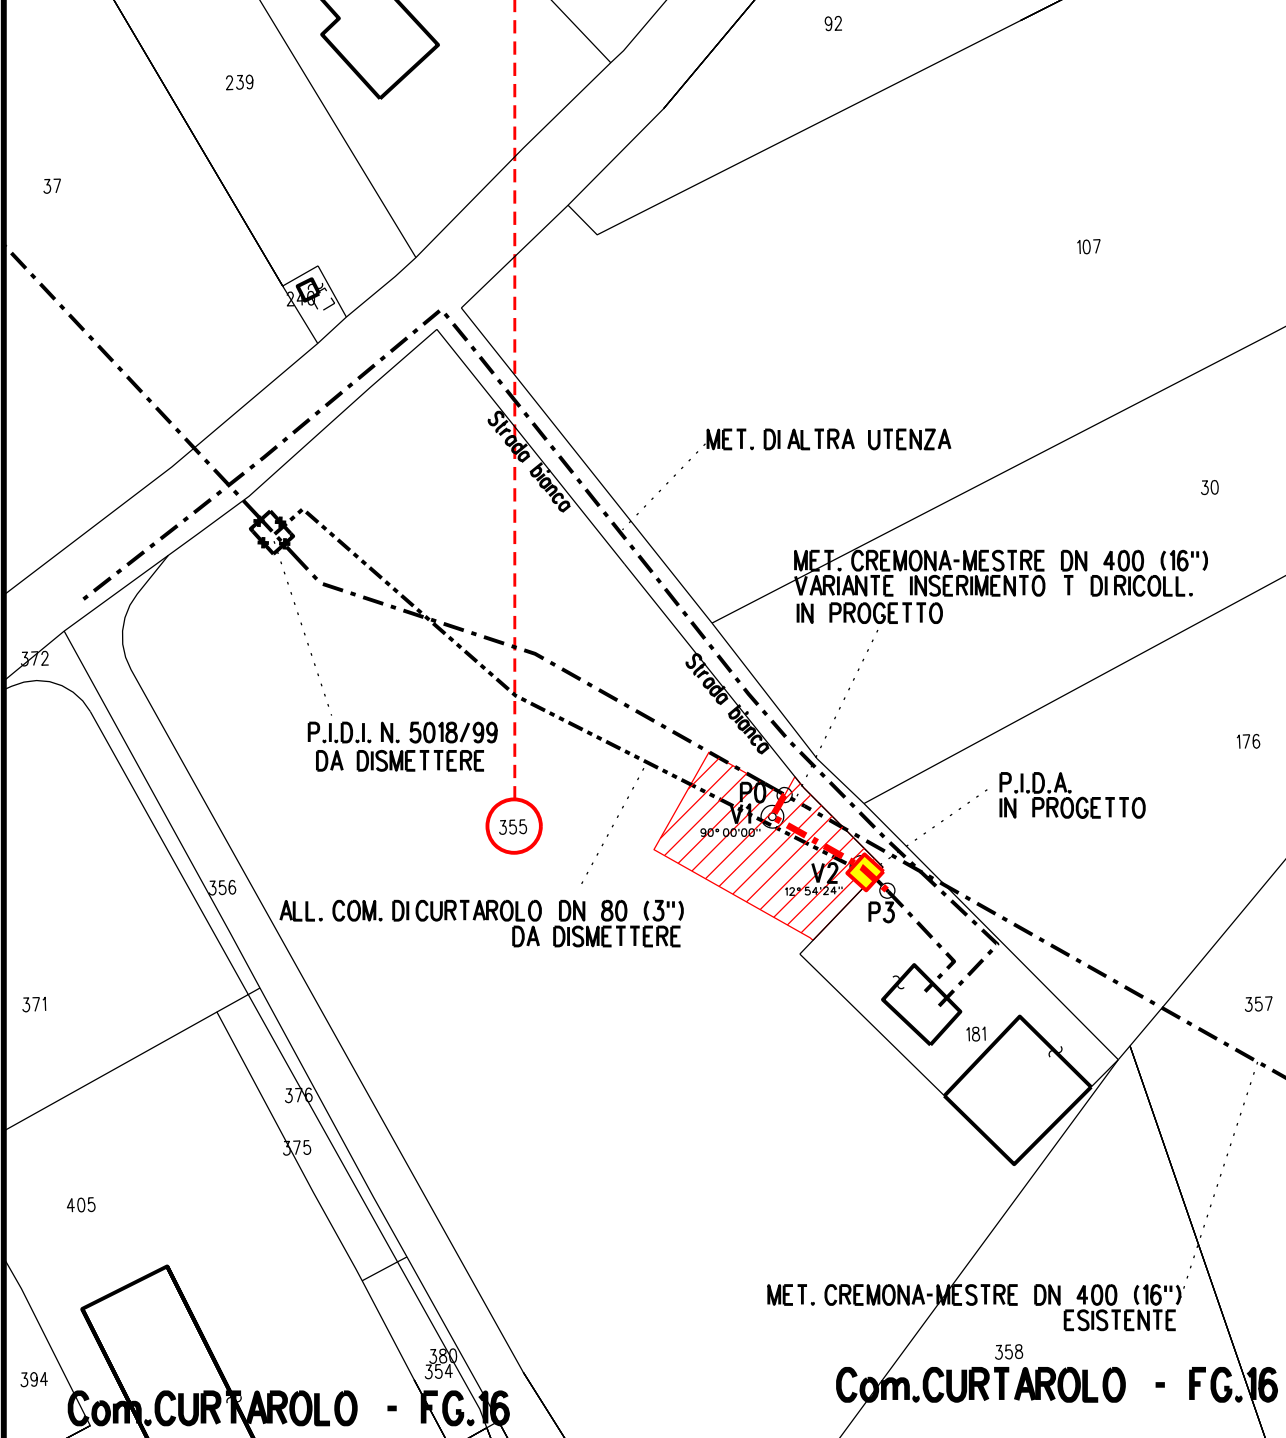 92
239
37
107
240
MET. DI ALTRA UTENZA
Strada bianca
30
MET. CREMONA-MESTRE DN 400 (16")
VARIANTE INSERIMENTO T DI RICOLL.
IN PROGETTO
372
Strada bianca
P.I.D.I. N. 5018/99
DA DISMETTERE
176
P.I.D.A.
IN PROGETTO
P0
V1
90°00'00"
355
V2
12°54'24"
P3
356
ALL. COM. DI CURTAROLO DN 80 (3")
DA DISMETTERE
371
357
181
376
375
405
MET. CREMONA-MESTRE DN 400 (16")
ESISTENTE
358
380
354
394
Com.CURTAROLO - FG.16
Com.CURTAROLO - FG.16